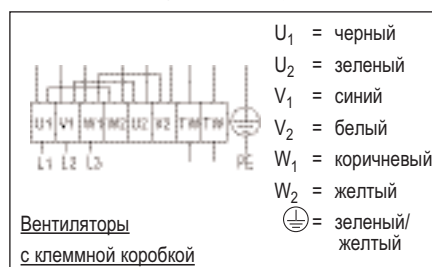 U1 = черный
U2 = зеленый
V1 = синий
V2 = белый
W1 = коричневый
W2 = желтый
= зеленый/
желтый
U1 V1 W1 W2 U2 V2 TW TW
L1 L2 L3 PE
Вентиляторы
с клеммной коробкой